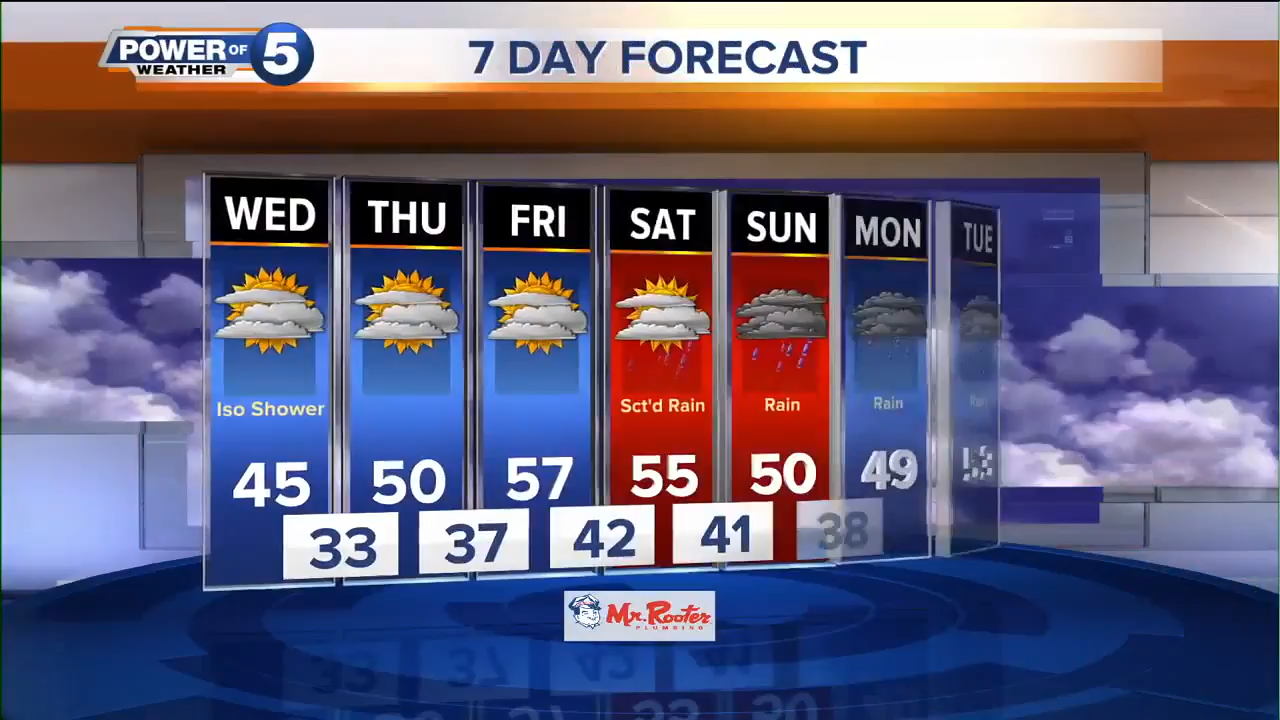 POWER OF 5
WEATHER
7 DAY FORECAST
WED THU FRI SAT SUN MON TUE
Iso Shower Sct'd Rain Rain Rain
45 50 57 55 50 49 53
33 37 42 41 38
Mr. Rooter
PLUMBING